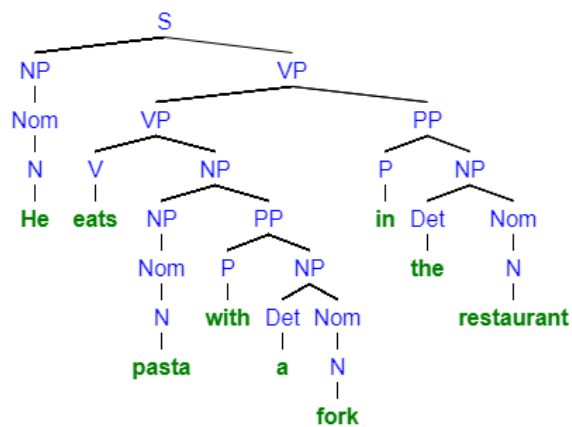 S
NP VP
Nom VP PP
N V NP P NP
He eats NP PP in Det Nom
Nom P NP the N
N with Det Nom restaurant
pasta a N
fork